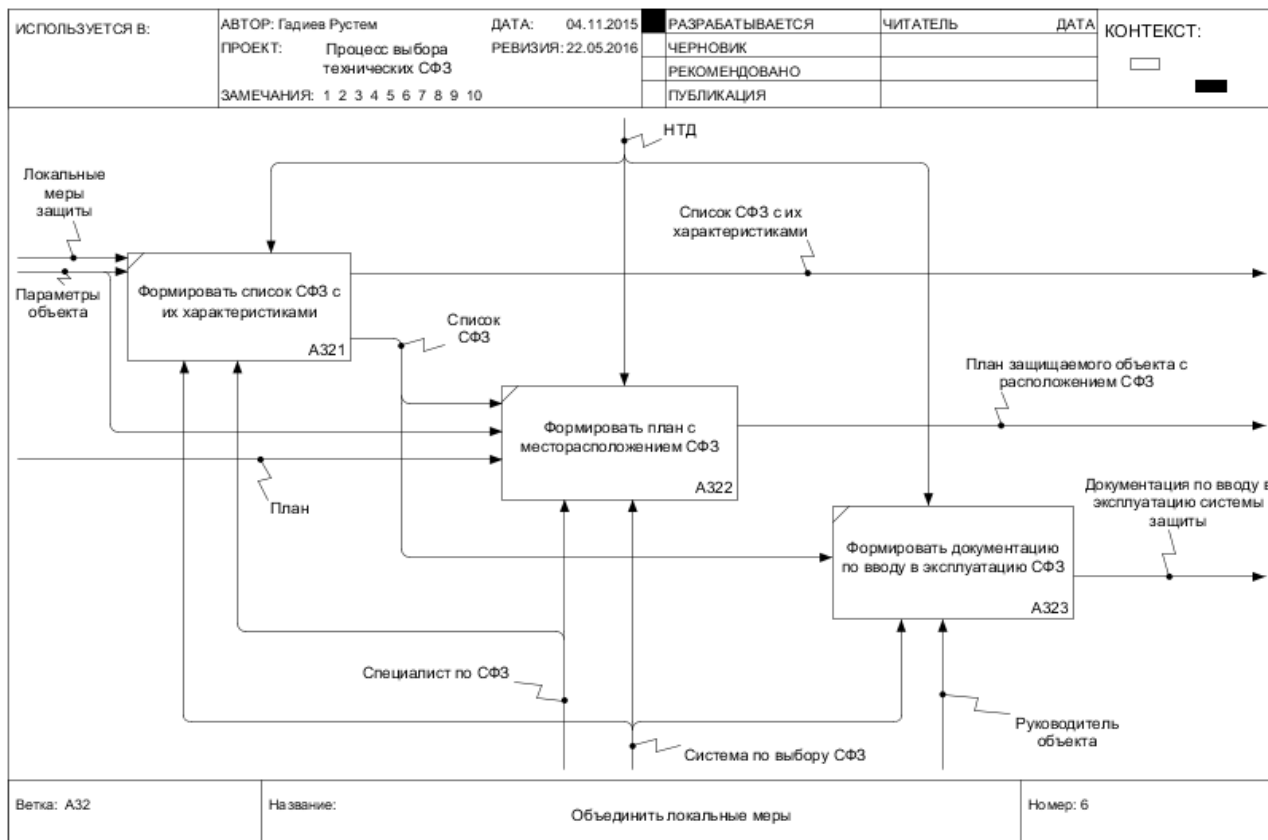 ИСПОЛЬЗУЕТСЯ В:
АВТОР: Гадиев Рустем
ДАТА: 04.11.2015
ПРОЕКТ: Процесс выбора
технических СФЗ
РЕВИЗИЯ: 22.05.2016
ЗАМЕЧАНИЯ: 1 2 3 4 5 6 7 8 9 10
РАЗРАБАТЫВАЕТСЯ
ЧЕРНОВИК
РЕКОМЕНДОВАНО
ПУБЛИКАЦИЯ
ЧИТАТЕЛЬ ДАТА
КОНТЕКСТ:
НТД
Локальные
меры
защиты
Параметры
объекта
Список СФЗ с их
характеристиками
Формировать список СФЗ с
их характеристиками
А321
Список
СФЗ
План защищаемого объекта с
расположением СФЗ
Формировать план с
месторасположением СФЗ
А322
План
Документация по вводу в
эксплуатацию системы
защиты
Формировать документацию
по вводу в эксплуатацию СФЗ
А323
Специалист по СФЗ
Система по выбору СФЗ
Руководитель
объекта
Ветка: А32
Название:
Объединить локальные меры
Номер: 6